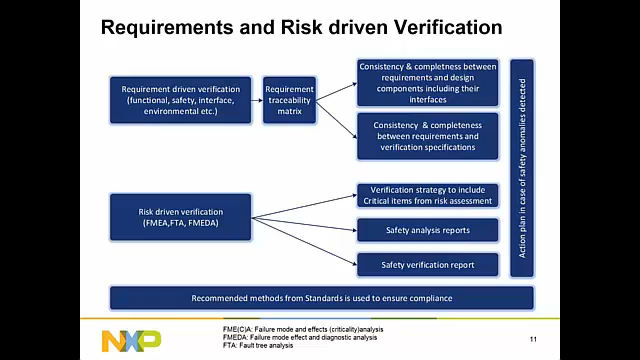 Requirements and Risk driven Verification
Requirement driven verification
(functional, safety, interface,
environmental etc.)
Requirement
traceability
matrix
Consistency & completness between
requirements and design
components including their
interfaces
Consistency & completeness
between requirements and
verification specifications
Risk driven verification
(FMEA,FTA, FMEDA)
Verification strategy to include
Critical items from risk assessment
Safety analysis reports
Safety verification report
Action plan in case of safety anomalies detected
Recommended methods from Standards is used to ensure compliance
NXP
FME(C)A: Failure mode and effects (criticality)analysis
FMEDA: Failure mode effect and diagnostic analysis
FTA: Fault tree analysis
11